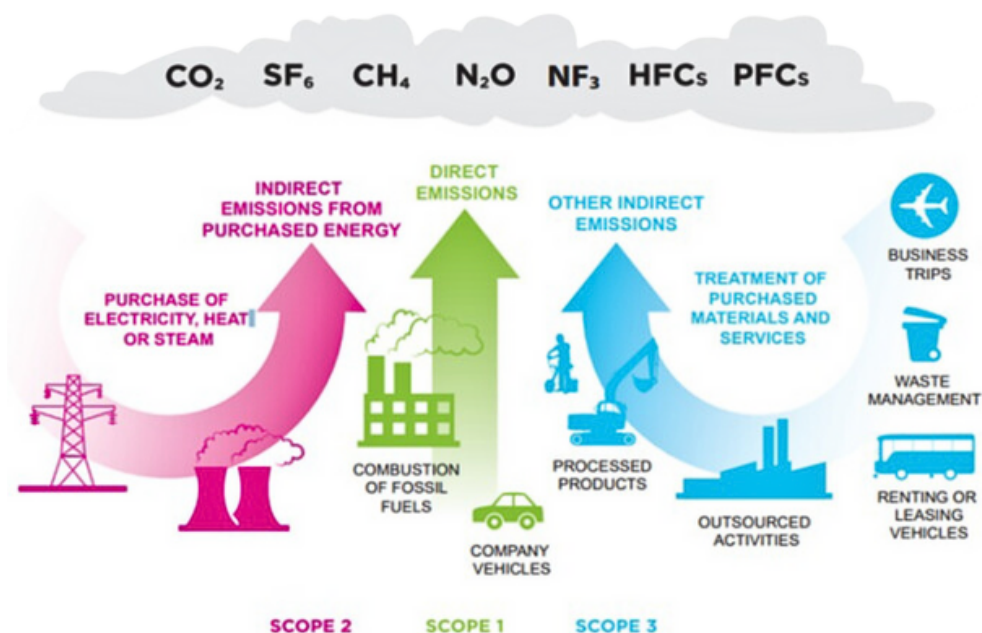 CO₂ SF₆ CH₄ N₂O NF₃ HFCs PFCs
INDIRECT
EMISSIONS FROM
PURCHASED ENERGY
PURCHASE OF
ELECTRICITY, HEAT
OR STEAM
DIRECT
EMISSIONS
COMBUSTION
OF FOSSIL
FUELS
COMPANY
VEHICLES
OTHER INDIRECT
EMISSIONS
TREATMENT OF
PURCHASED
MATERIALS AND
SERVICES
PROCESSED
PRODUCTS
OUTSOURCED
ACTIVITIES
BUSINESS
TRIPS
WASTE
MANAGEMENT
RENTING OR
LEASING
VEHICLES
SCOPE 2 SCOPE 1 SCOPE 3